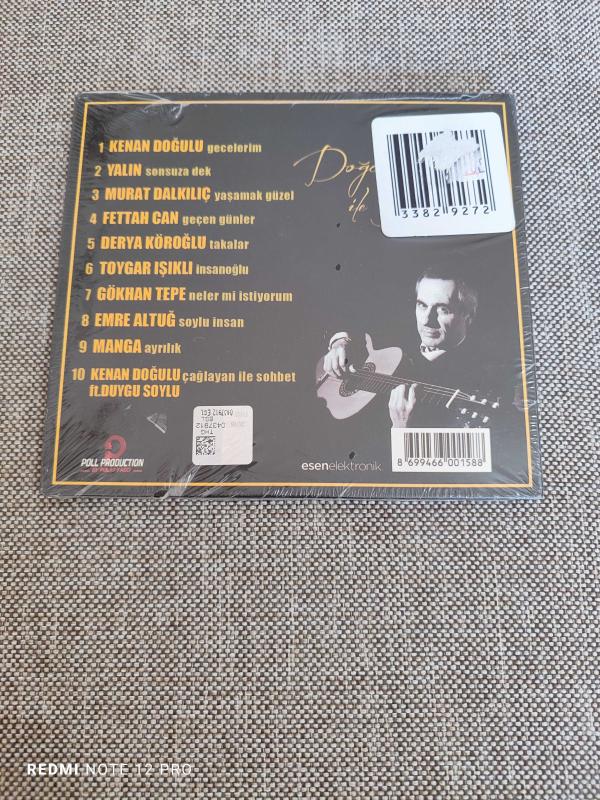 1 KENAN DOĞULU gecelerim
2 YALIN sonsuza dek
3 MURAT DALKILIÇ yaşamak güzel
4 FETTAH CAN geçen günler
5 DERYA KÖROĞLU takalar
6 TOYGAR IŞIKLI insanoğlu
7 GÖKHAN TEPE neler mi istiyorum
8 EMRE ALTUĞ soylu insan
9 MANGA ayrılık
10 KENAN DOĞULU çağlayan ile sohbet
ft.DUYGU SOYLU
ile
3382 9272
POLL PRODUCTION
THG
0437912
esenelektronik
8 699466 001588
REDMI NOTE 12 PRO